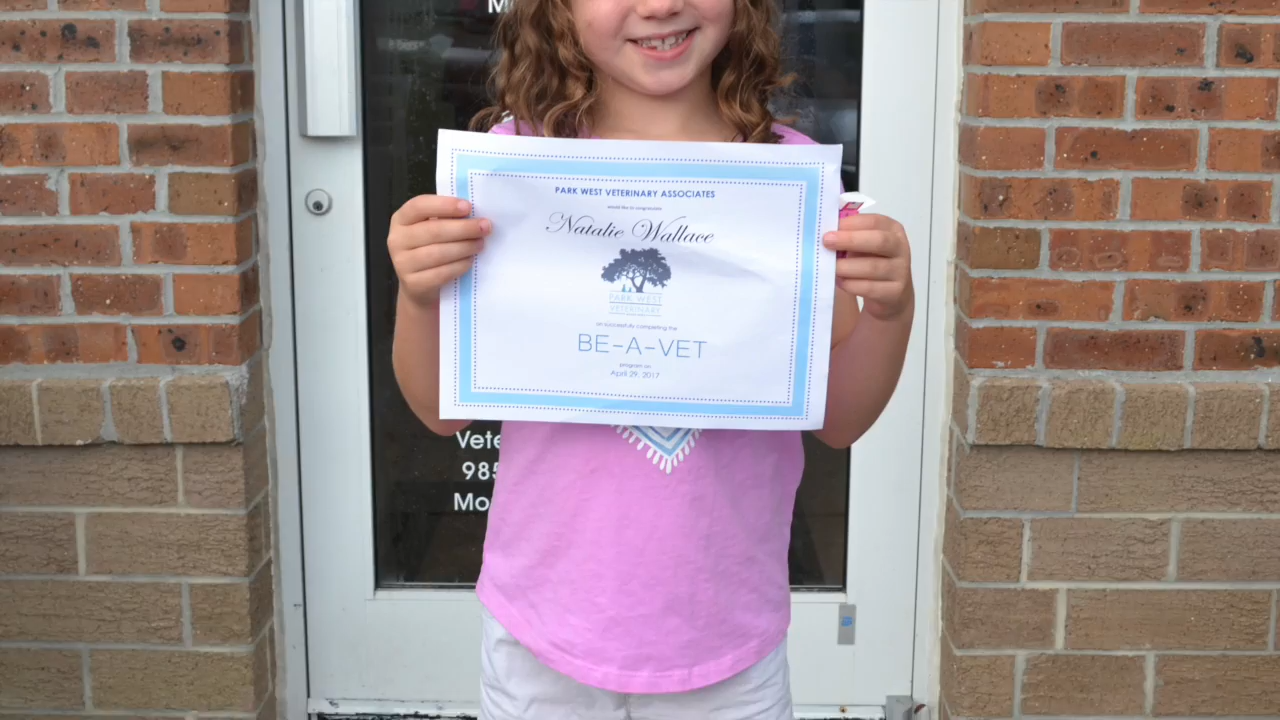 M
PARK WEST VETERINARY ASSOCIATES
would like to congratulate
Natalie Wallace
PARK WEST
VETERINARY
on successfully completing the
BE-A-VET
program on
April 29, 2017
Vete
985
Mo